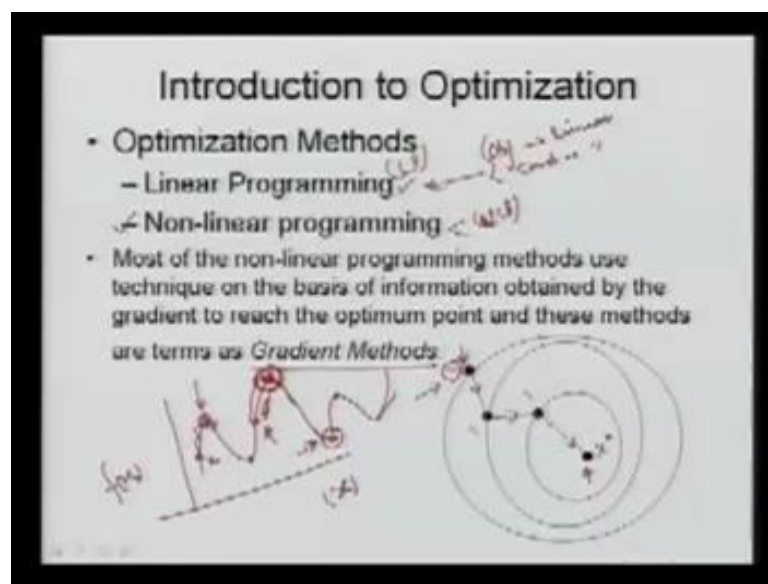 Introduction to Optimization
• Optimization Methods
– Linear Programming (LP)
– Non-linear programming
• Most of the non-linear programming methods use
technique on the basis of information obtained by the
gradient to reach the optimum point and these methods
are terms as Gradient Methods
f(x)
x*